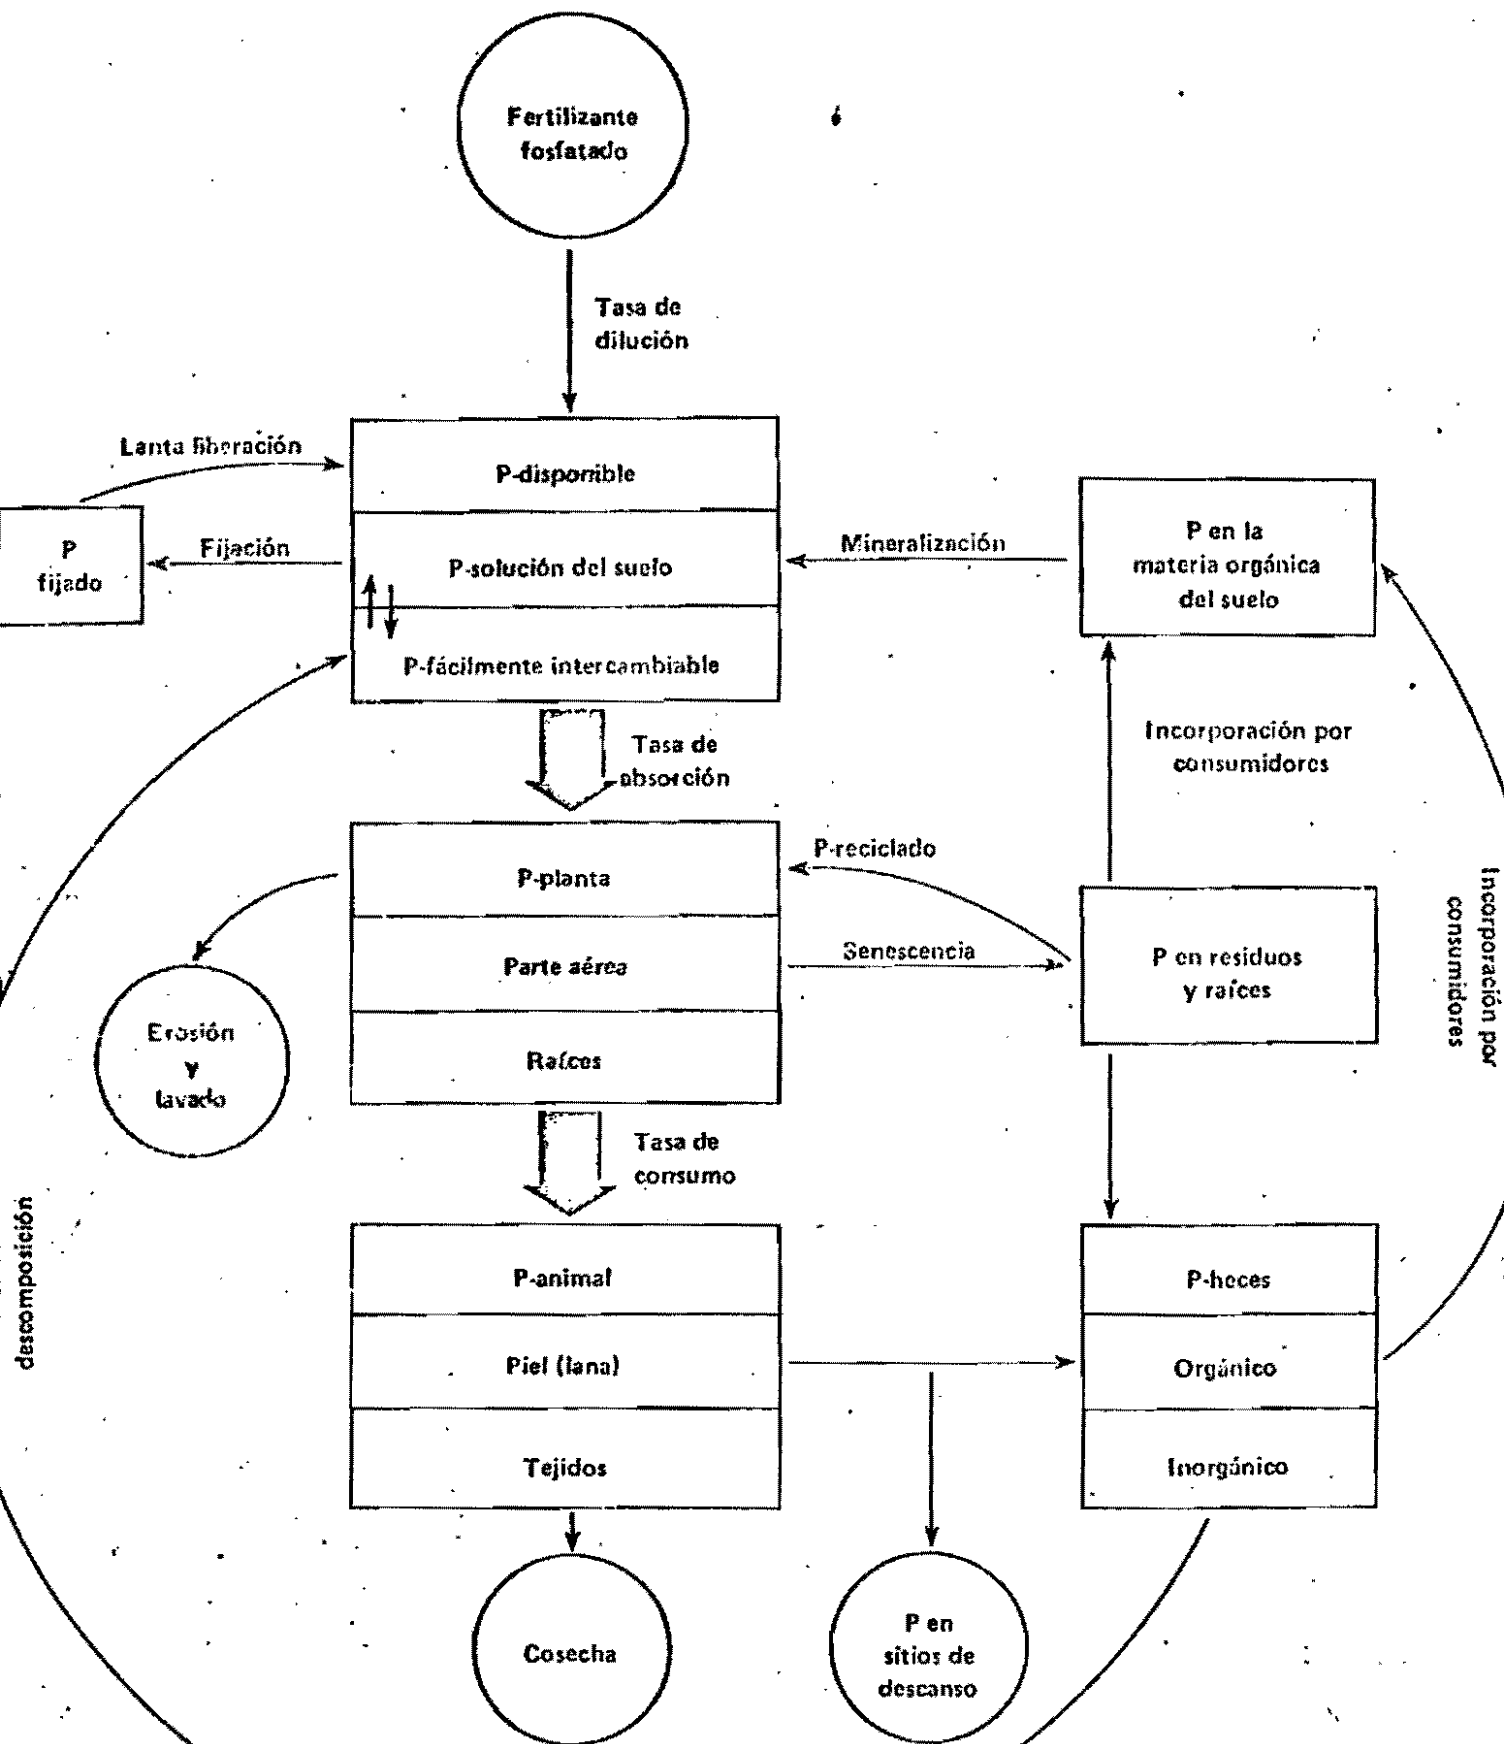 Fertilizante
fosfatado
Tasa de
dilución
Lenta liberación
P-disponible
P
fijado
Fijación
P-solución del suelo
Mineralización
P en la
materia orgánica
del suelo
P-fácilmente intercambiable
Tasa de
absorción
Incorporación por
consumidores
P-planta
P-reciclado
Parte aérea
Senescencia
P en residuos
y raíces
Incorporación por
consumidores
Raíces
Erosión
y
lavado
Tasa de
consumo
descomposición
P-animal
P-heces
Piel (lana)
Orgánico
Tejidos
Inorgánico
Cosecha
P en
sitios de
descanso